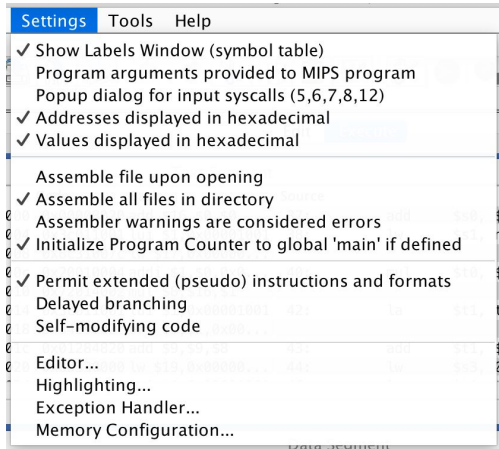 Settings Tools Help
✓ Show Labels Window (symbol table)
Program arguments provided to MIPS program
Popup dialog for input syscalls (5,6,7,8,12)
✓ Addresses displayed in hexadecimal
✓ Values displayed in hexadecimal
Assemble file upon opening
✓ Assemble all files in directory
Assembler warnings are considered errors
✓ Initialize Program Counter to global 'main' if defined
✓ Permit extended (pseudo) instructions and formats
Delayed branching
Self-modifying code
Editor...
Highlighting...
Exception Handler...
Memory Configuration...
Data Segment